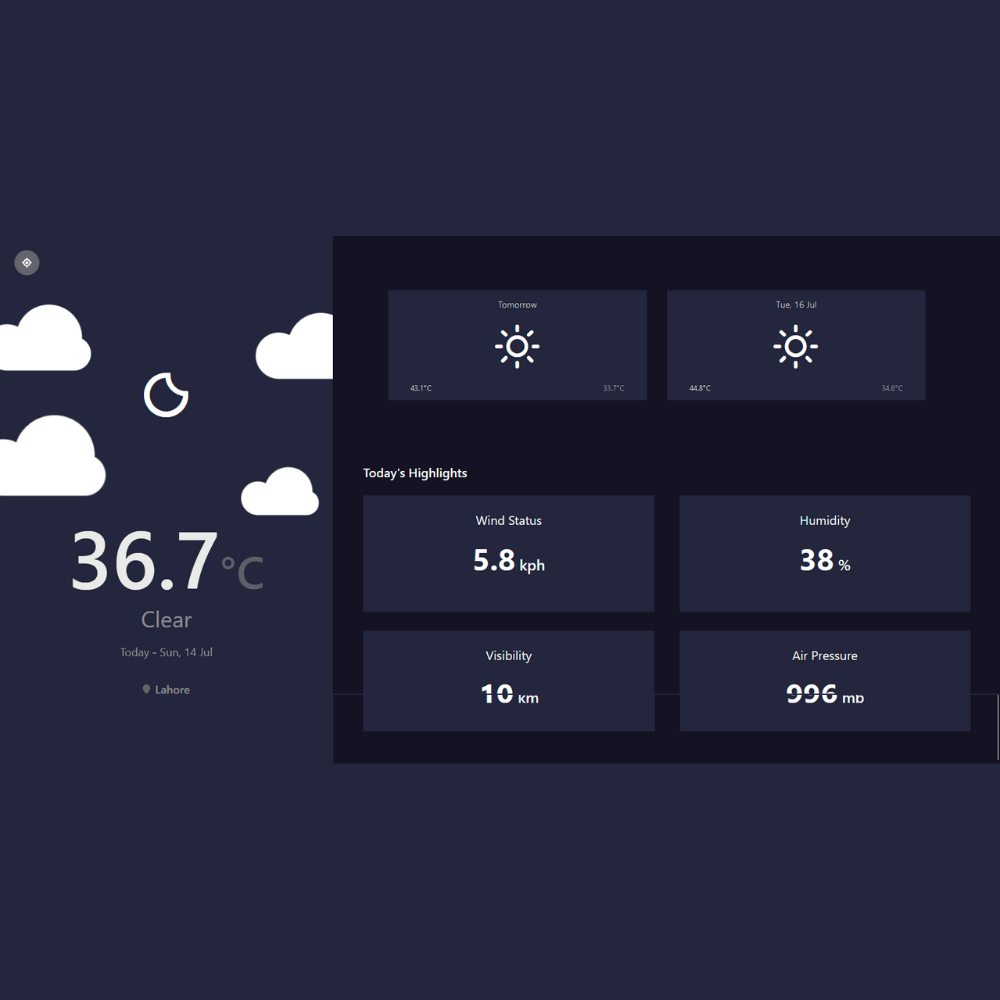 36.7°C
Clear
Today - Sun, 14 Jul
Lahore
Tomorrow
43.1°C 33.7°C
Tue, 16 Jul
44.8°C 34.6°C
Today's Highlights
Wind Status
5.8 kph
Humidity
38 %
Visibility
10 km
Air Pressure
996 mb